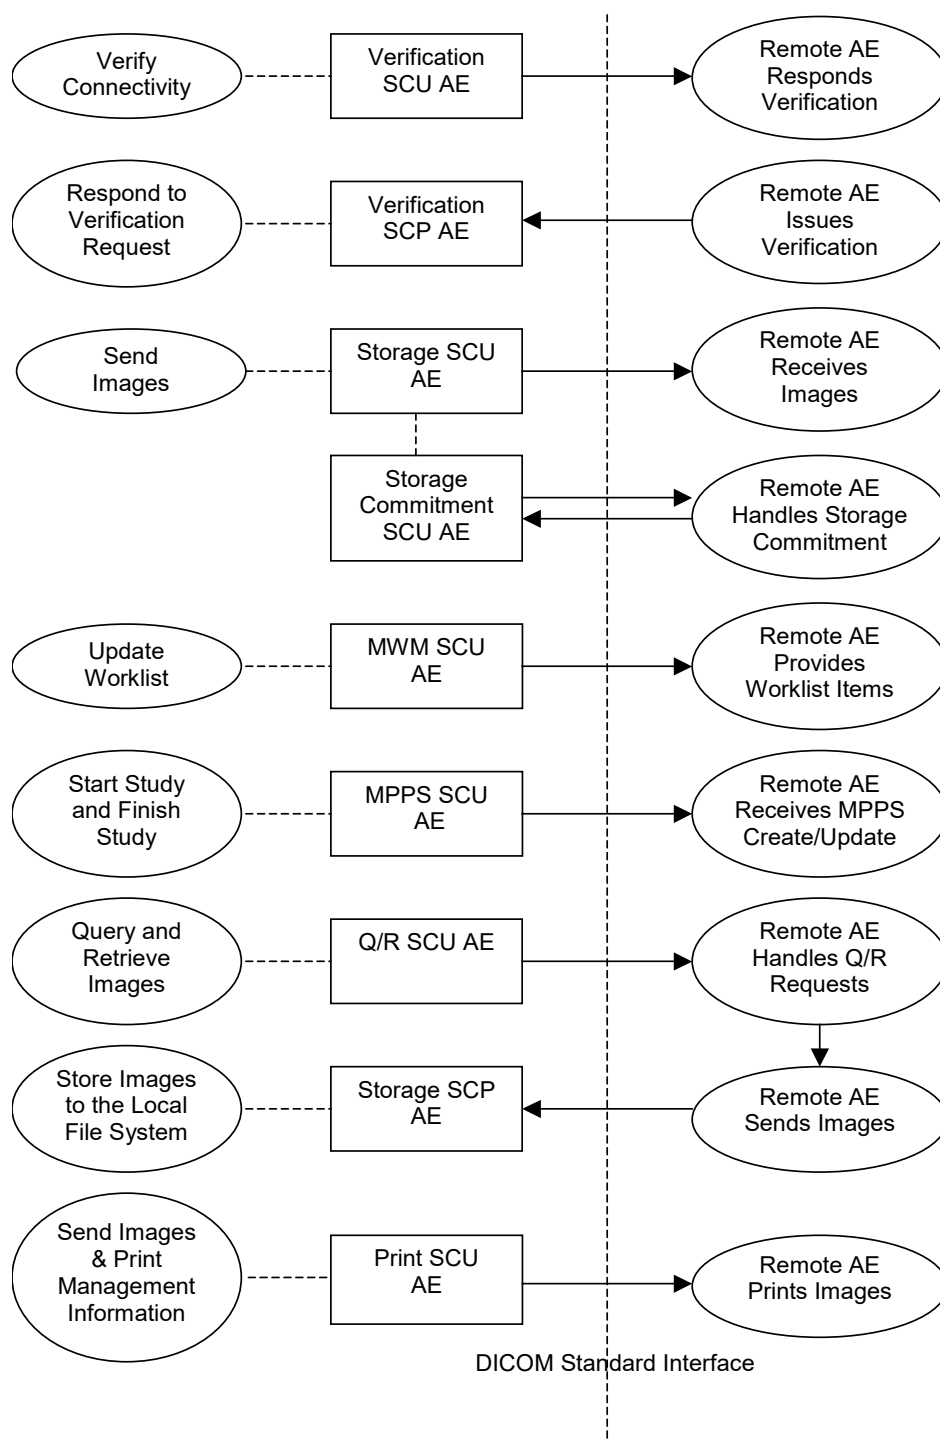 Verify
Connectivity
Verification
SCU AE
Remote AE
Responds
Verification
Respond to
Verification
Request
Verification
SCP AE
Remote AE
Issues
Verification
Send
Images
Storage SCU
AE
Remote AE
Receives
Images
Storage
Commitment
SCU AE
Remote AE
Handles Storage
Commitment
Update
Worklist
MWM SCU
AE
Remote AE
Provides
Worklist Items
Start Study
and Finish
Study
MPPS SCU
AE
Remote AE
Receives MPPS
Create/Update
Query and
Retrieve
Images
Q/R SCU AE
Remote AE
Handles Q/R
Requests
Store Images
to the Local
File System
Storage SCP
AE
Remote AE
Sends Images
Send Images
& Print
Management
Information
Print SCU
AE
Remote AE
Prints Images
DICOM Standard Interface